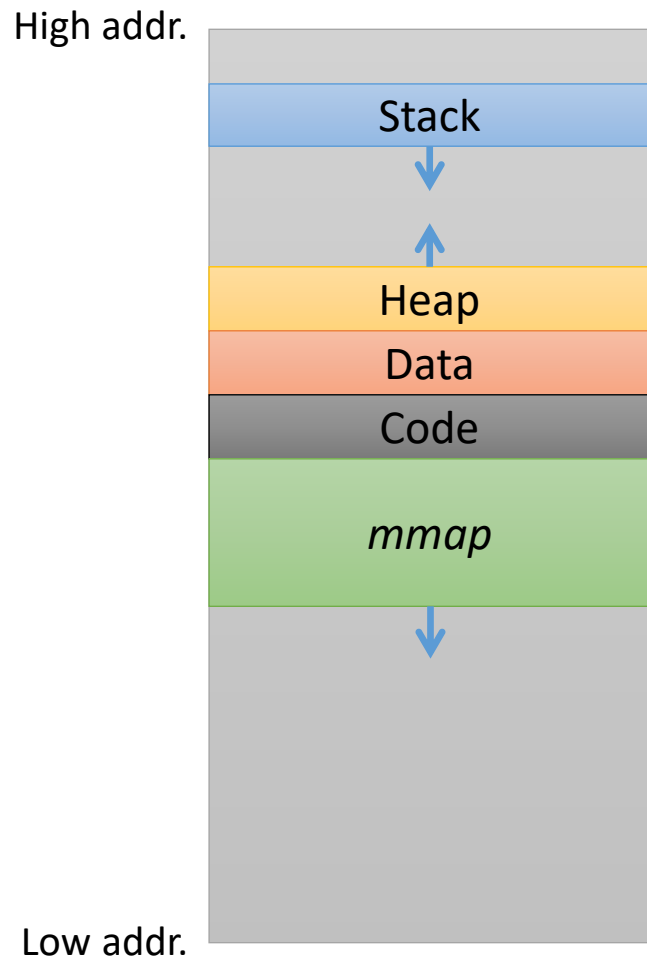 High addr.
Stack
Heap
Data
Code
mmap
Low addr.